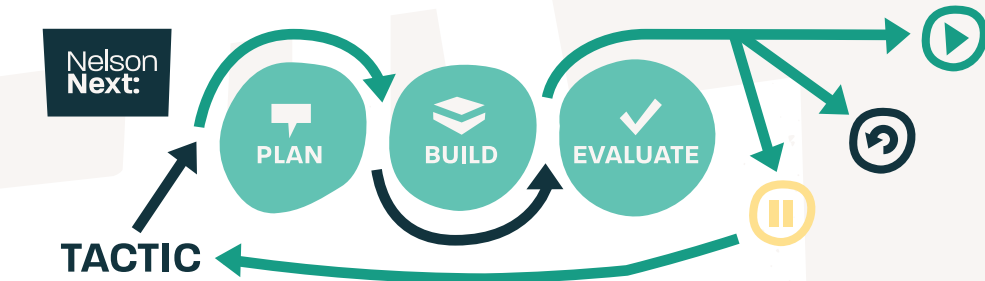 Nelson
Next:
PLAN
BUILD
EVALUATE
TACTIC